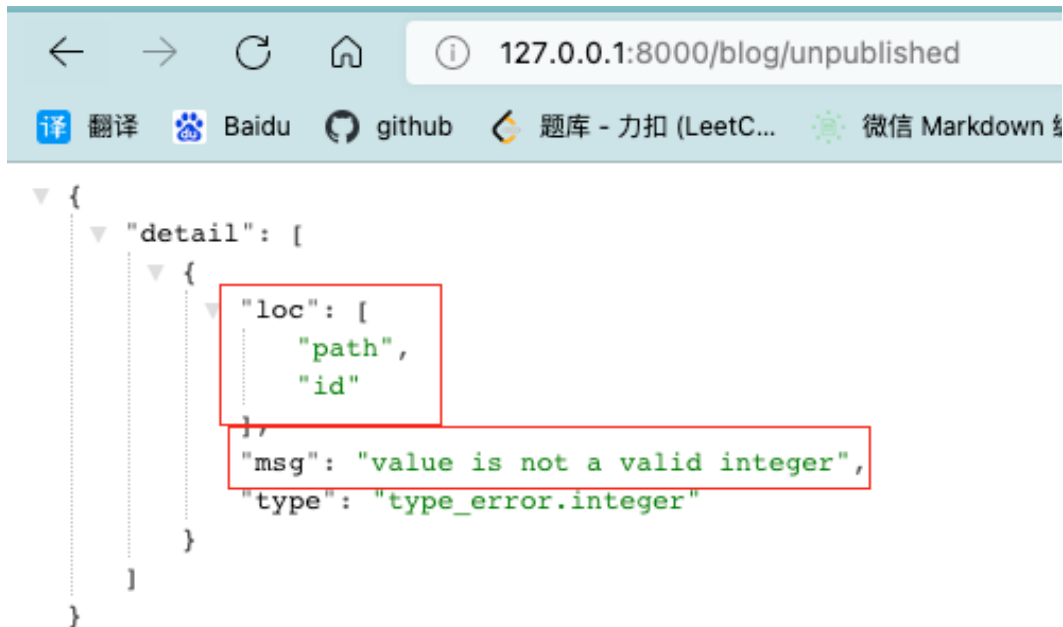 127.0.0.1:8000/blog/unpublished
译 翻译 du Baidu github 题库 - 力扣 (LeetC... 微信 Markdown
{
"detail": [
{
"loc": [
"path",
"id"
],
"msg": "value is not a valid integer",
"type": "type_error.integer"
}
]
}